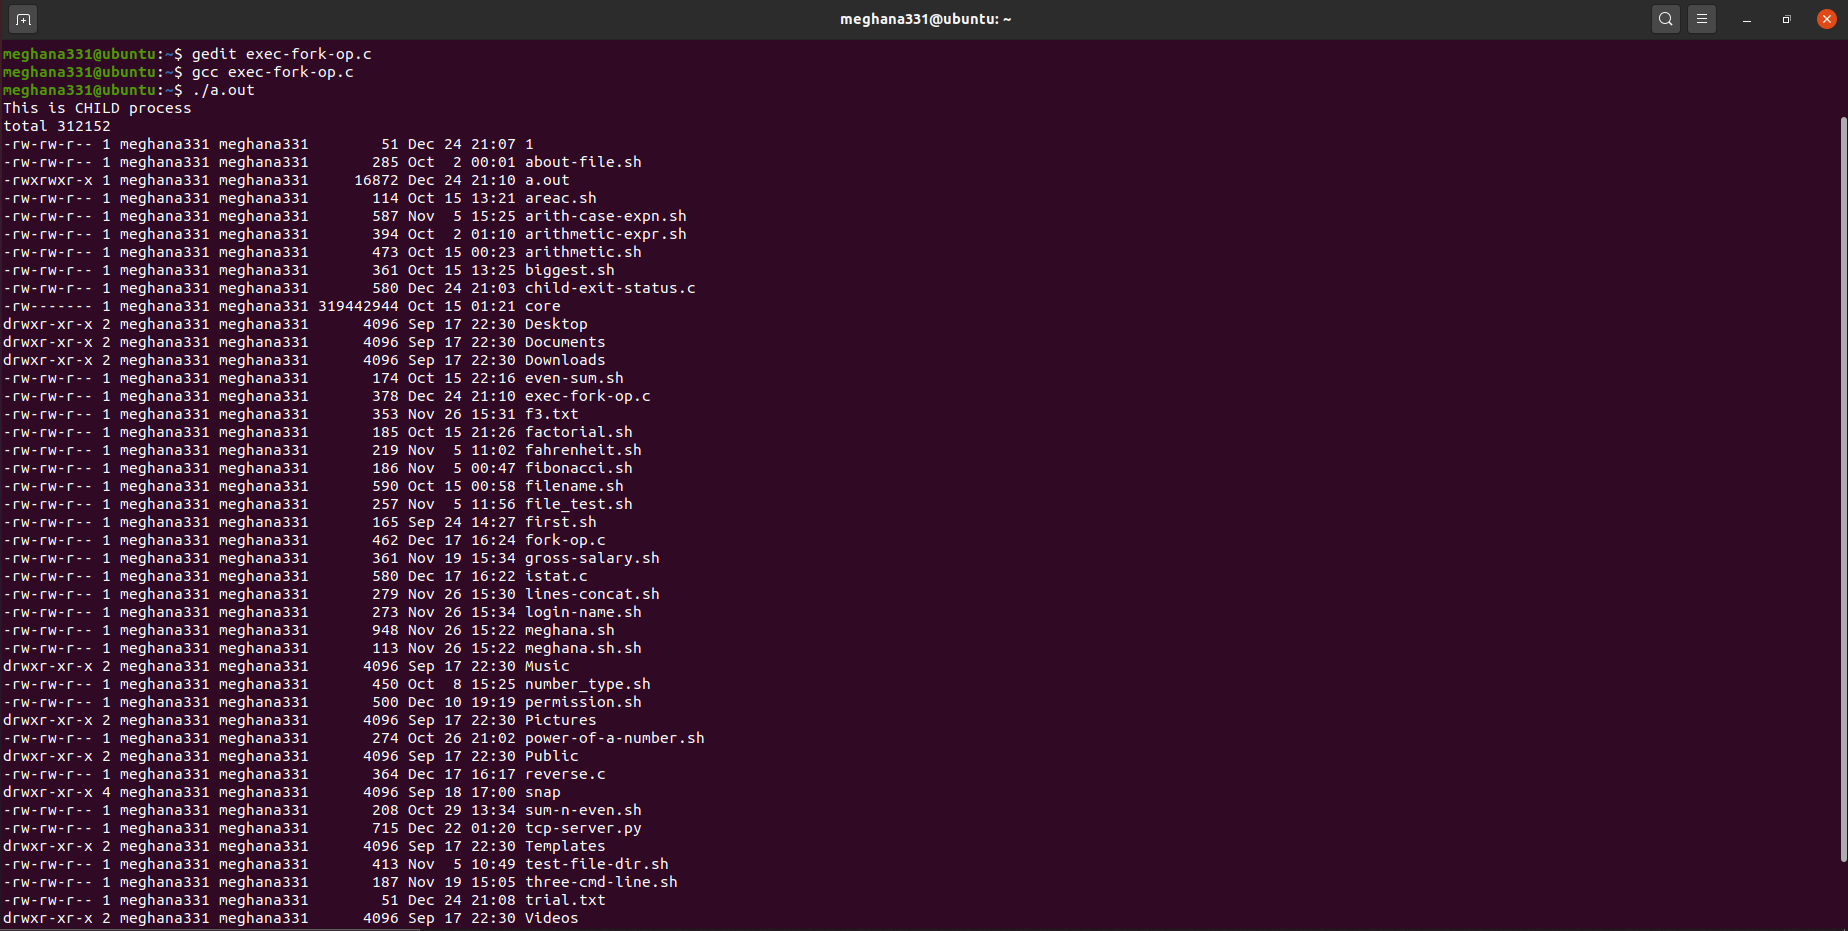 meghana331@ubuntu: ~
meghana331@ubuntu:~$ gedit exec-fork-op.c
meghana331@ubuntu:~$ gcc exec-fork-op.c
meghana331@ubuntu:~$ ./a.out
This is CHILD process
total 312152
-rw-rw-r-- 1 meghana331 meghana331        51 Dec 24 21:07 1
-rw-rw-r-- 1 meghana331 meghana331       285 Oct  2 00:01 about-file.sh
-rwxrwxr-x 1 meghana331 meghana331     16872 Dec 24 21:10 a.out
-rw-rw-r-- 1 meghana331 meghana331       114 Oct 15 13:21 areac.sh
-rw-rw-r-- 1 meghana331 meghana331       587 Nov  5 15:25 arith-case-expn.sh
-rw-rw-r-- 1 meghana331 meghana331       394 Oct  2 01:10 arithmetic-expr.sh
-rw-rw-r-- 1 meghana331 meghana331       473 Oct 15 00:23 arithmetic.sh
-rw-rw-r-- 1 meghana331 meghana331       361 Oct 15 13:25 biggest.sh
-rw-rw-r-- 1 meghana331 meghana331       580 Dec 24 21:03 child-exit-status.c
-rw------- 1 meghana331 meghana331 319442944 Oct 15 01:21 core
drwxr-xr-x 2 meghana331 meghana331      4096 Sep 17 22:30 Desktop
drwxr-xr-x 2 meghana331 meghana331      4096 Sep 17 22:30 Documents
drwxr-xr-x 2 meghana331 meghana331      4096 Sep 17 22:30 Downloads
-rw-rw-r-- 1 meghana331 meghana331       174 Oct 15 22:16 even-sum.sh
-rw-rw-r-- 1 meghana331 meghana331       378 Dec 24 21:10 exec-fork-op.c
-rw-rw-r-- 1 meghana331 meghana331       353 Nov 26 15:31 f3.txt
-rw-rw-r-- 1 meghana331 meghana331       185 Oct 15 21:26 factorial.sh
-rw-rw-r-- 1 meghana331 meghana331       219 Nov  5 11:02 fahrenheit.sh
-rw-rw-r-- 1 meghana331 meghana331       186 Nov  5 00:47 fibonacci.sh
-rw-rw-r-- 1 meghana331 meghana331       590 Oct 15 00:58 filename.sh
-rw-rw-r-- 1 meghana331 meghana331       257 Nov  5 11:56 file_test.sh
-rw-rw-r-- 1 meghana331 meghana331       165 Sep 24 14:27 first.sh
-rw-rw-r-- 1 meghana331 meghana331       462 Dec 17 16:24 fork-op.c
-rw-rw-r-- 1 meghana331 meghana331       361 Nov 19 15:34 gross-salary.sh
-rw-rw-r-- 1 meghana331 meghana331       580 Dec 17 16:22 istat.c
-rw-rw-r-- 1 meghana331 meghana331       279 Nov 26 15:30 lines-concat.sh
-rw-rw-r-- 1 meghana331 meghana331       273 Nov 26 15:34 login-name.sh
-rw-rw-r-- 1 meghana331 meghana331       948 Nov 26 15:22 meghana.sh
-rw-rw-r-- 1 meghana331 meghana331       113 Nov 26 15:22 meghana.sh.sh
drwxr-xr-x 2 meghana331 meghana331      4096 Sep 17 22:30 Music
-rw-rw-r-- 1 meghana331 meghana331       450 Oct  8 15:25 number_type.sh
-rw-rw-r-- 1 meghana331 meghana331       500 Dec 10 19:19 permission.sh
drwxr-xr-x 2 meghana331 meghana331      4096 Sep 17 22:30 Pictures
-rw-rw-r-- 1 meghana331 meghana331       274 Oct 26 21:02 power-of-a-number.sh
drwxr-xr-x 2 meghana331 meghana331      4096 Sep 17 22:30 Public
-rw-rw-r-- 1 meghana331 meghana331       364 Dec 17 16:17 reverse.c
drwxr-xr-x 4 meghana331 meghana331      4096 Sep 18 17:00 snap
-rw-rw-r-- 1 meghana331 meghana331       208 Oct 29 13:34 sum-n-even.sh
-rw-rw-r-- 1 meghana331 meghana331       715 Dec 22 01:20 tcp-server.py
drwxr-xr-x 2 meghana331 meghana331      4096 Sep 17 22:30 Templates
-rw-rw-r-- 1 meghana331 meghana331       413 Nov  5 10:49 test-file-dir.sh
-rw-rw-r-- 1 meghana331 meghana331       187 Nov 19 15:05 three-cmd-line.sh
-rw-rw-r-- 1 meghana331 meghana331        51 Dec 24 21:08 trial.txt
drwxr-xr-x 2 meghana331 meghana331      4096 Sep 17 22:30 Videos